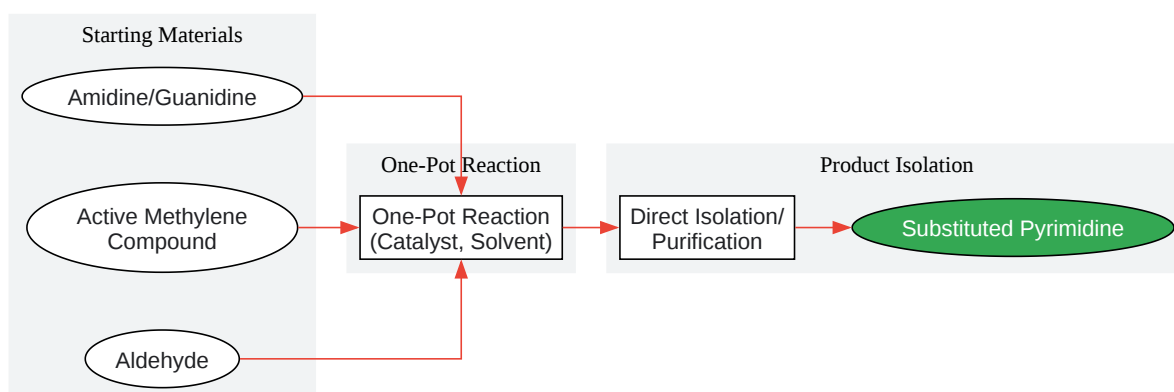 Starting Materials
Amidine/Guanidine
Active Methylene
Compound
Aldehyde
One-Pot Reaction
One-Pot Reaction
(Catalyst, Solvent)
Product Isolation
Direct Isolation/
Purification
Substituted Pyrimidine